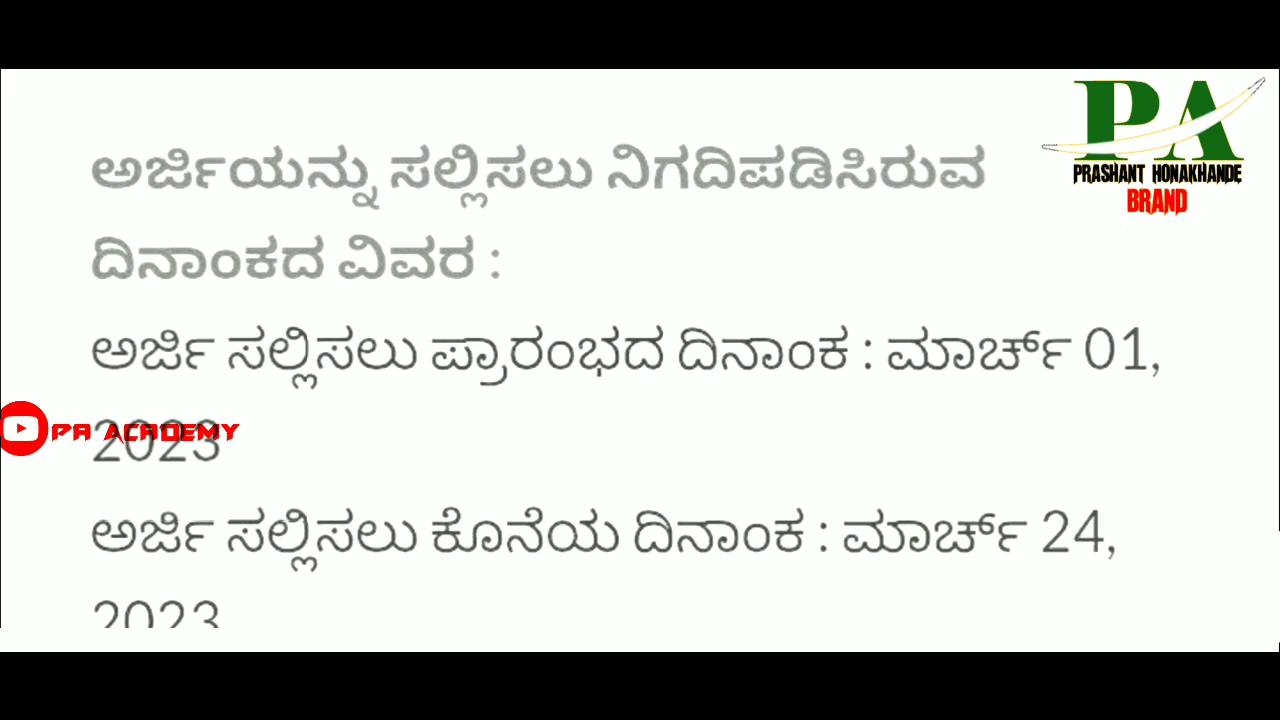 PA
PRASHANT HONAKHANDE
BRAND
ಅರ್ಜಿಯನ್ನು ಸಲ್ಲಿಸಲು ನಿಗದಿಪಡಿಸಿರುವ
ದಿನಾಂಕದ ವಿವರ :
ಅರ್ಜಿ ಸಲ್ಲಿಸಲು ಪ್ರಾರಂಭದ ದಿನಾಂಕ : ಮಾರ್ಚ್ 01,
2023
PA ACADEMY
ಅರ್ಜಿ ಸಲ್ಲಿಸಲು ಕೊನೆಯ ದಿನಾಂಕ : ಮಾರ್ಚ್ 24,
2023